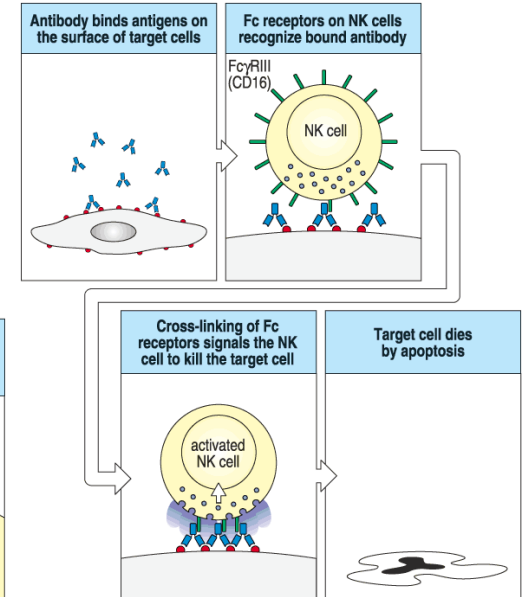 Antibody binds antigens on
the surface of target cells
Fc receptors on NK cells
recognize bound antibody
FcγRIII
(CD16)
NK cell
Cross-linking of Fc
receptors signals the NK
cell to kill the target cell
activated
NK cell
Target cell dies
by apoptosis